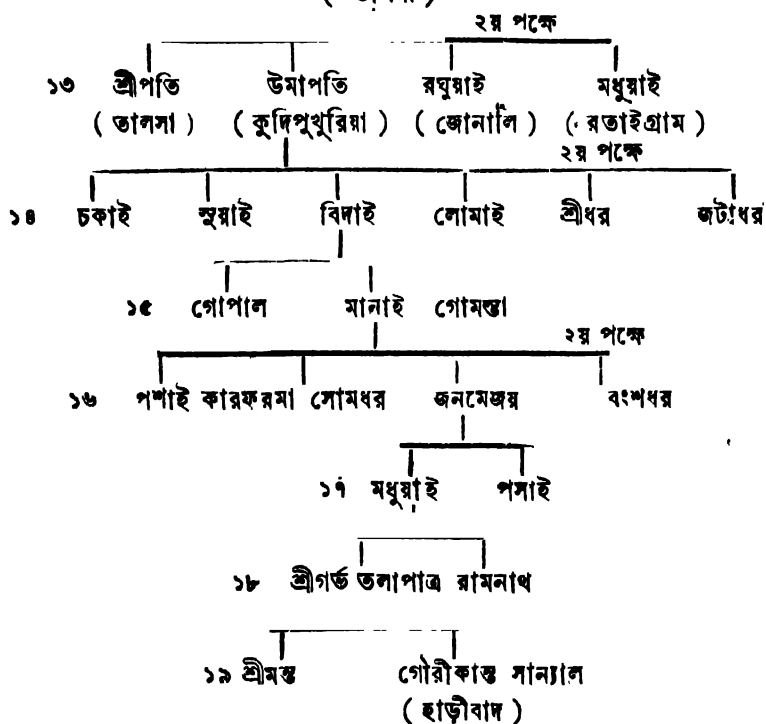 ২য় পক্ষে
১৩ শ্রীপতি উমাপতি রঘুয়াই মধুয়াই
( তালসা ) ( কুদিপুখুরিয়া ) ( জোনালি ) ( রতাইগ্রাম )
২য় পক্ষে
১৪ চকাই সুয়াই বিদাই লোমাই শ্রীধর জটাধর
১৫ গোপাল মানাই গোমস্তা
২য় পক্ষে
১৬ পশাই কারফরমা সোমধর জনমেজয় বংশধর
১৭ মধুয়াই পসাই
১৮ শ্রীগর্ভ তলাপাত্র রামনাথ
১৯ শ্রীমন্ত গৌরীকান্ত সান্যাল
( হাড়ীবাদ )